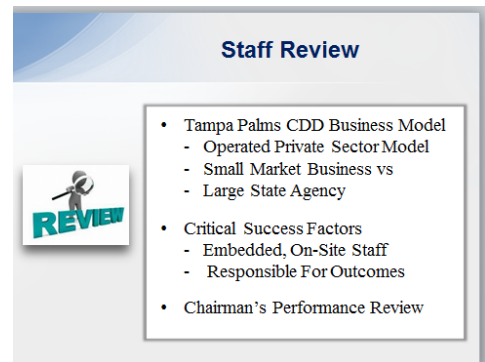 Staff Review
• Tampa Palms CDD Business Model
- Operated Private Sector Model
- Small Market Business vs
- Large State Agency
• Critical Success Factors
- Embedded, On-Site Staff
- Responsible For Outcomes
• Chairman's Performance Review
REVIEW